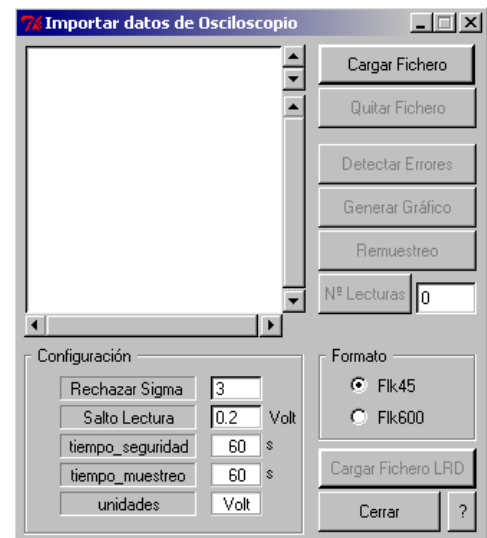 Importar datos de Osciloscopio
Cargar Fichero
Quitar Fichero
Detectar Errores
Generar Gráfico
Remuestreo
Nª Lecturas 0
Configuración
Rechazar Sigma 3
Salto Lectura 0.2 Volt
tiempo_seguridad 60 s
tiempo_muestreo 60 s
unidades Volt
Formato
Flk45
Flk600
Cargar Fichero LRD
Cerrar ?